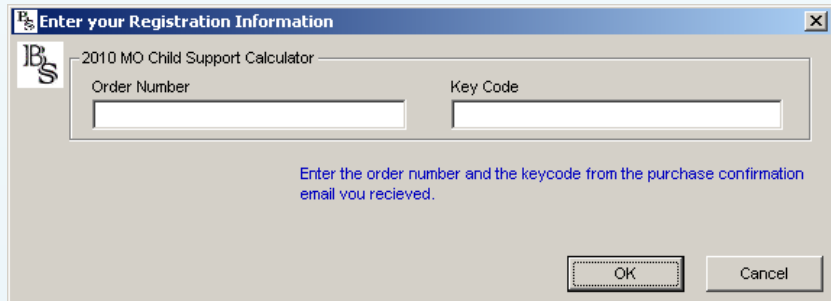 Enter your Registration Information
BS
2010 MO Child Support Calculator
Order Number
Key Code
Enter the order number and the keycode from the purchase confirmation
email you recieved.
OK
Cancel